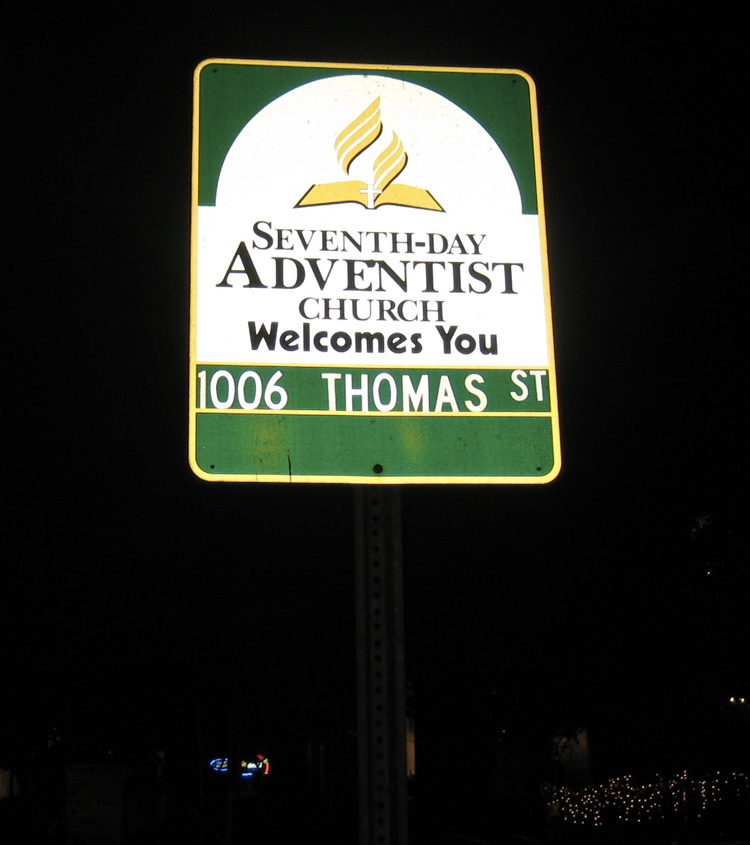 SEVENTH-DAY
ADVENTIST
CHURCH
Welcomes You
1006 THOMAS ST